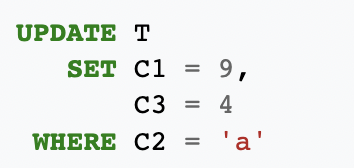 UPDATE T
SET C1 = 9,
C3 = 4
WHERE C2 = 'a'